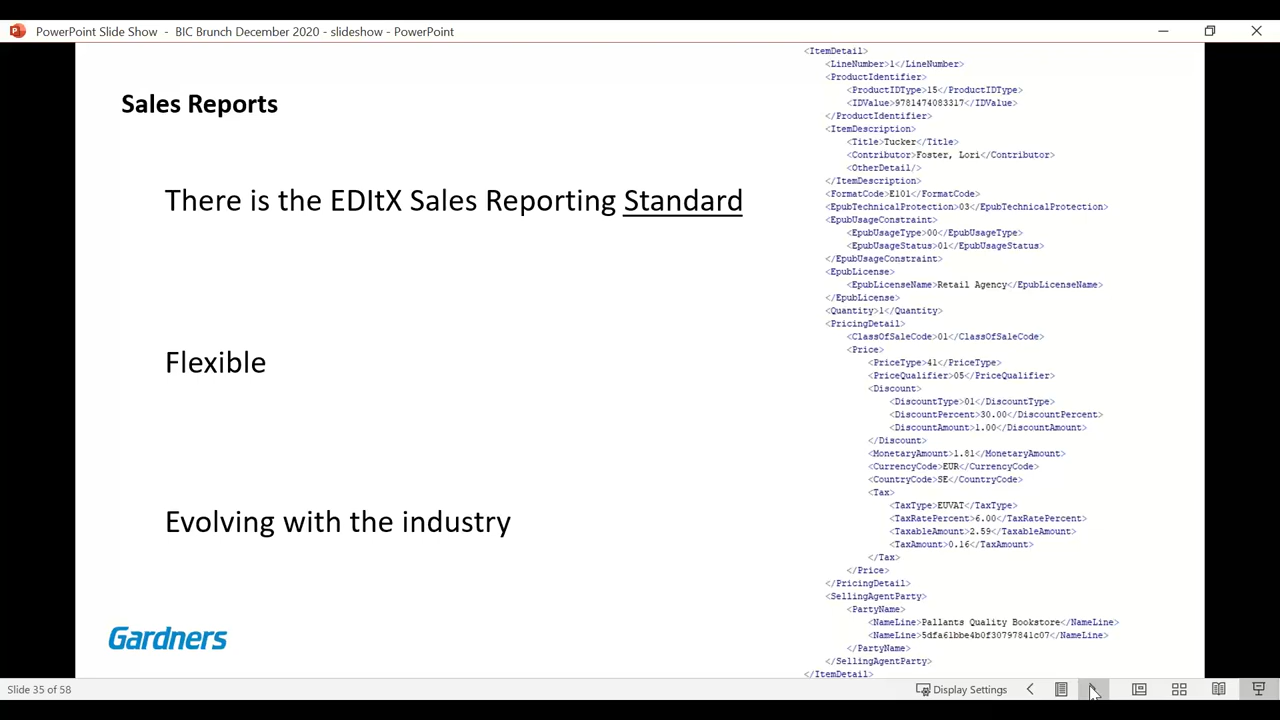 PowerPoint Slide Show - BIC Brunch December 2020 - slideshow - PowerPoint
Sales Reports
There is the EDItX Sales Reporting Standard
Flexible
Evolving with the industry
Gardners
<ItemDetail>
<LineNumber>1</LineNumber>
<ProductIdentifier>
<ProductIDType>15</ProductIDType>
<IDValue>9781474083317</IDValue>
</ProductIdentifier>
<ItemDescription>
<Title>Tucker</Title>
<Contributor>Foster, Lori</Contributor>
<OtherDetail/>
</ItemDescription>
<FormatCode>E101</FormatCode>
<EpubTechnicalProtection>03</EpubTechnicalProtection>
<EpubUsageConstraint>
<EpubUsageType>00</EpubUsageType>
<EpubUsageStatus>01</EpubUsageStatus>
</EpubUsageConstraint>
<EpubLicense>
<EpubLicenseName>Retail Agency</EpubLicenseName>
</EpubLicense>
<Quantity>1</Quantity>
<PricingDetail>
<ClassOfSaleCode>01</ClassOfSaleCode>
<Price>
<PriceType>41</PriceType>
<PriceQualifier>05</PriceQualifier>
<Discount>
<DiscountType>01</DiscountType>
<DiscountPercent>30.00</DiscountPercent>
<DiscountAmount>1.00</DiscountAmount>
</Discount>
<MonetaryAmount>1.81</MonetaryAmount>
<CurrencyCode>EUR</CurrencyCode>
<CountryCode>SE</CountryCode>
<Tax>
<TaxType>EUVAT</TaxType>
<TaxRatePercent>6.00</TaxRatePercent>
<TaxableAmount>2.59</TaxableAmount>
<TaxAmount>0.16</TaxAmount>
</Tax>
</Price>
</PricingDetail>
<SellingAgentParty>
<PartyName>
<NameLine>Pallants Quality Bookstore</NameLine>
<NameLine>5dfa61bbe4b0f30797841c07</NameLine>
</PartyName>
</SellingAgentParty>
</ItemDetail>
Slide 35 of 58
Display Settings